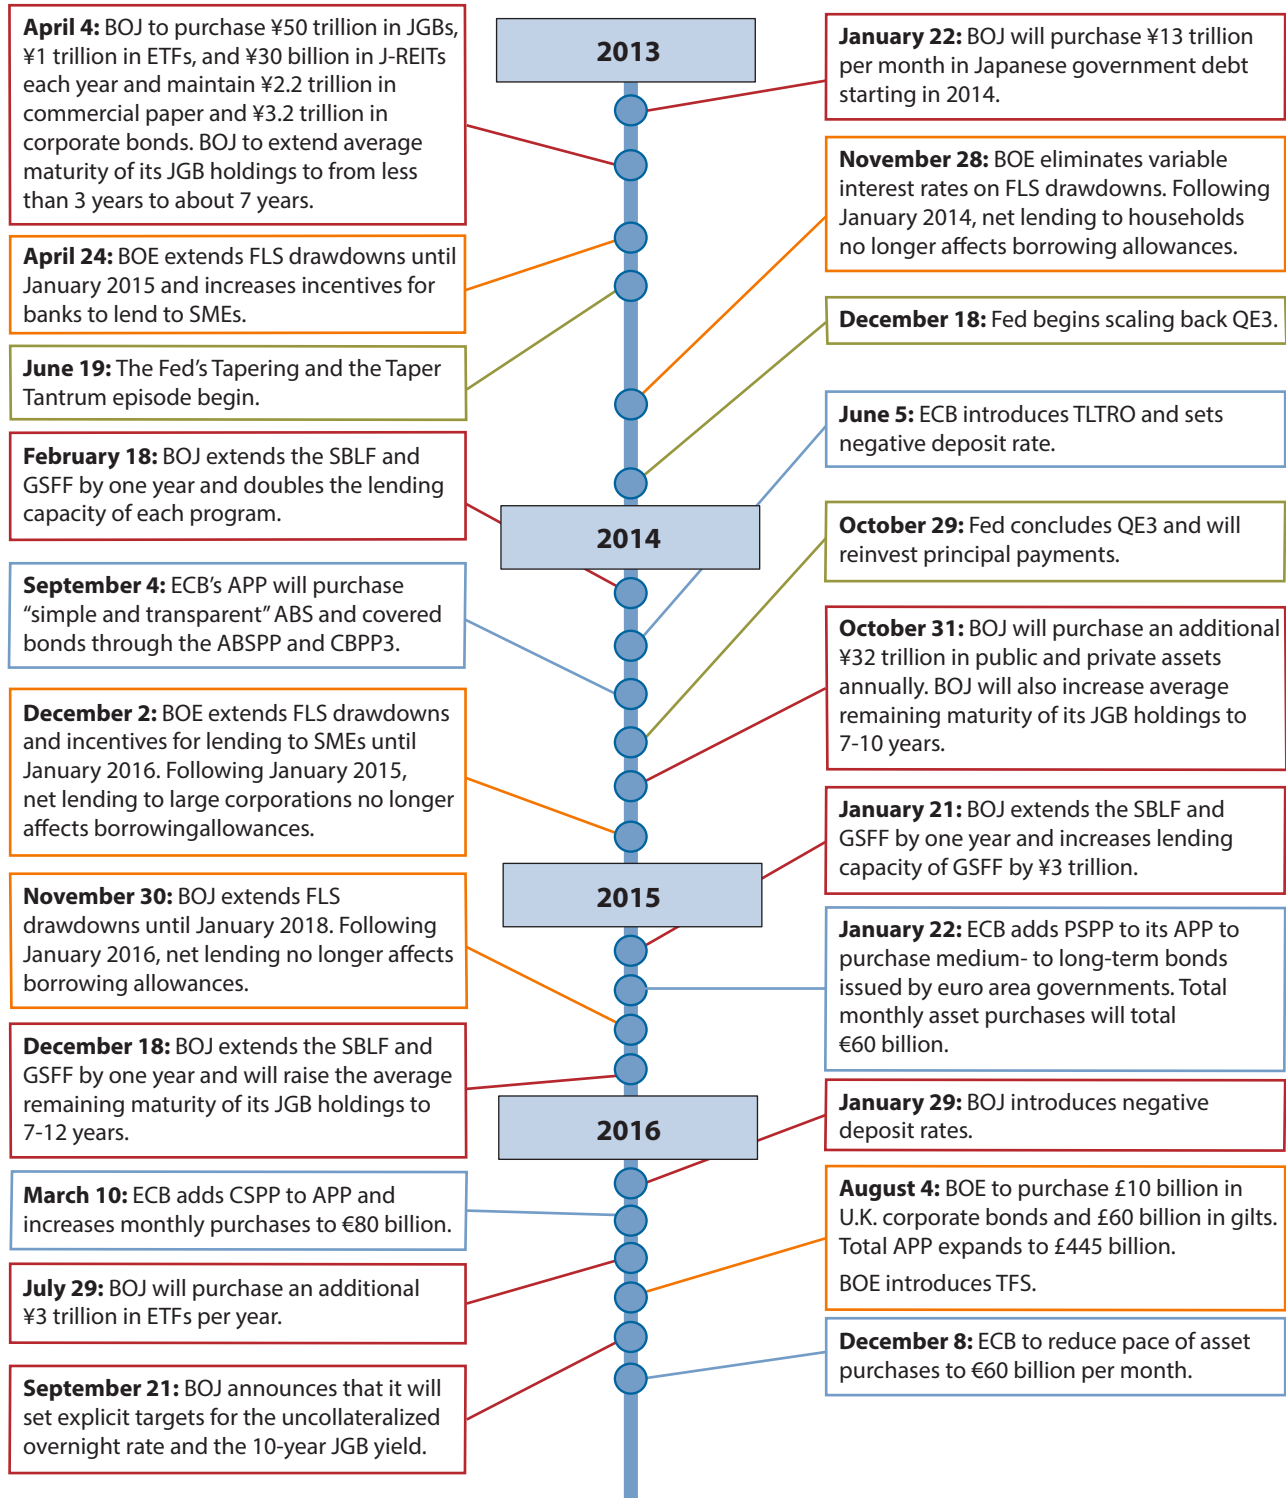 2013
January 22: BOJ will purchase ¥13 trillion
per month in Japanese government debt
starting in 2014.
April 4: BOJ to purchase ¥50 trillion in JGBs,
¥1 trillion in ETFs, and ¥30 billion in J-REITs
each year and maintain ¥2.2 trillion in
commercial paper and ¥3.2 trillion in
corporate bonds. BOJ to extend average
maturity of its JGB holdings to from less
than 3 years to about 7 years.
April 24: BOE extends FLS drawdowns until
January 2015 and increases incentives for
banks to lend to SMEs.
June 19: The Fed's Tapering and the Taper
Tantrum episode begin.
November 28: BOE eliminates variable
interest rates on FLS drawdowns. Following
January 2014, net lending to households
no longer affects borrowing allowances.
December 18: Fed begins scaling back QE3.
2014
February 18: BOJ extends the SBLF and
GSFF by one year and doubles the lending
capacity of each program.
June 5: ECB introduces TLTRO and sets
negative deposit rate.
September 4: ECB's APP will purchase
“simple and transparent” ABS and covered
bonds through the ABSPP and CBPP3.
October 29: Fed concludes QE3 and will
reinvest principal payments.
October 31: BOJ will purchase an additional
¥32 trillion in public and private assets
annually. BOJ will also increase average
remaining maturity of its JGB holdings to
7-10 years.
December 2: BOE extends FLS drawdowns
and incentives for lending to SMEs until
January 2016. Following January 2015,
net lending to large corporations no longer
affects borrowingallowances.
2015
January 21: BOJ extends the SBLF and
GSFF by one year and increases lending
capacity of GSFF by ¥3 trillion.
January 22: ECB adds PSPP to its APP to
purchase medium- to long-term bonds
issued by euro area governments. Total
monthly asset purchases will total
€60 billion.
November 30: BOJ extends FLS
drawdowns until January 2018. Following
January 2016, net lending no longer affects
borrowing allowances.
December 18: BOJ extends the SBLF and
GSFF by one year and will raise the average
remaining maturity of its JGB holdings to
7-12 years.
2016
January 29: BOJ introduces negative
deposit rates.
March 10: ECB adds CSPP to APP and
increases monthly purchases to €80 billion.
July 29: BOJ will purchase an additional
¥3 trillion in ETFs per year.
August 4: BOE to purchase £10 billion in
U.K. corporate bonds and £60 billion in gilts.
Total APP expands to £445 billion.
BOE introduces TFS.
September 21: BOJ announces that it will
set explicit targets for the uncollateralized
overnight rate and the 10-year JGB yield.
December 8: ECB to reduce pace of asset
purchases to €60 billion per month.